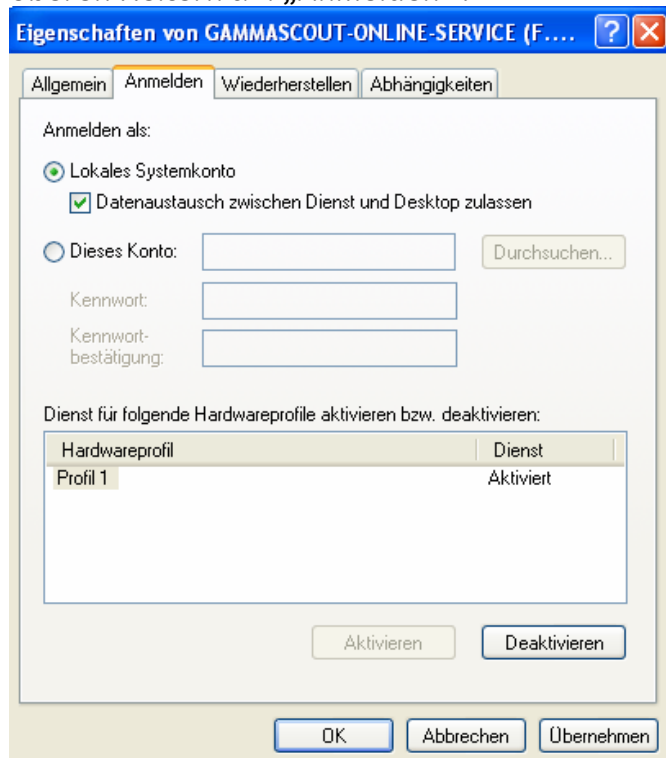 Eigenschaften von GAMMASCOUT-ONLINE-SERVICE (F....
Allgemein Anmelden Wiederherstellen Abhängigkeiten
Anmelden als:
Lokales Systemkonto
Datenaustausch zwischen Dienst und Desktop zulassen
Dieses Konto: Durchsuchen...
Kennwort:
Kennwort-
bestätigung:
Dienst für folgende Hardwareprofile aktivieren bzw. deaktivieren:
Hardwareprofil Dienst
Profil 1 Aktiviert
Aktivieren Deaktivieren
OK Abbrechen Übernehmen